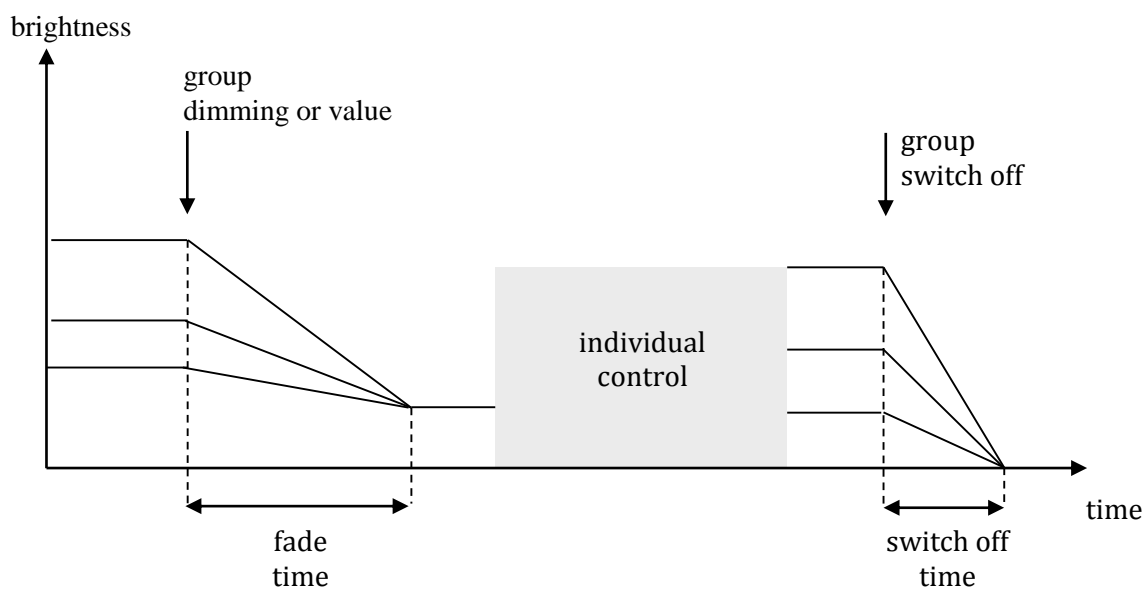 brightness
group
dimming or value
group
switch off
individual
control
time
fade
time
switch off
time